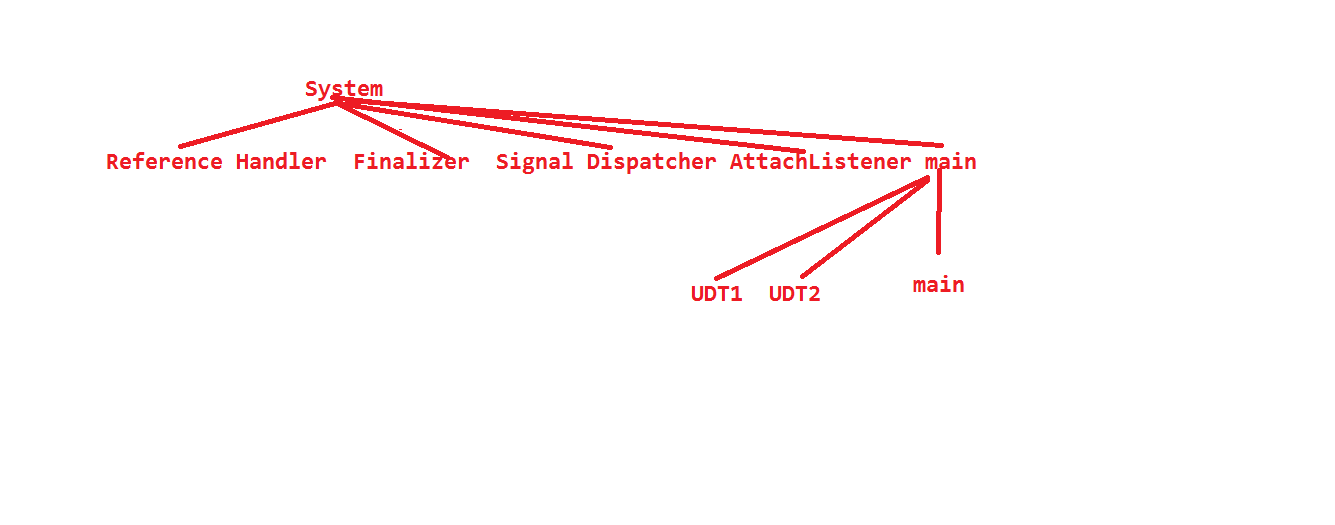 System
Reference Handler Finalizer Signal Dispatcher AttachListener main
UDT1 UDT2 main